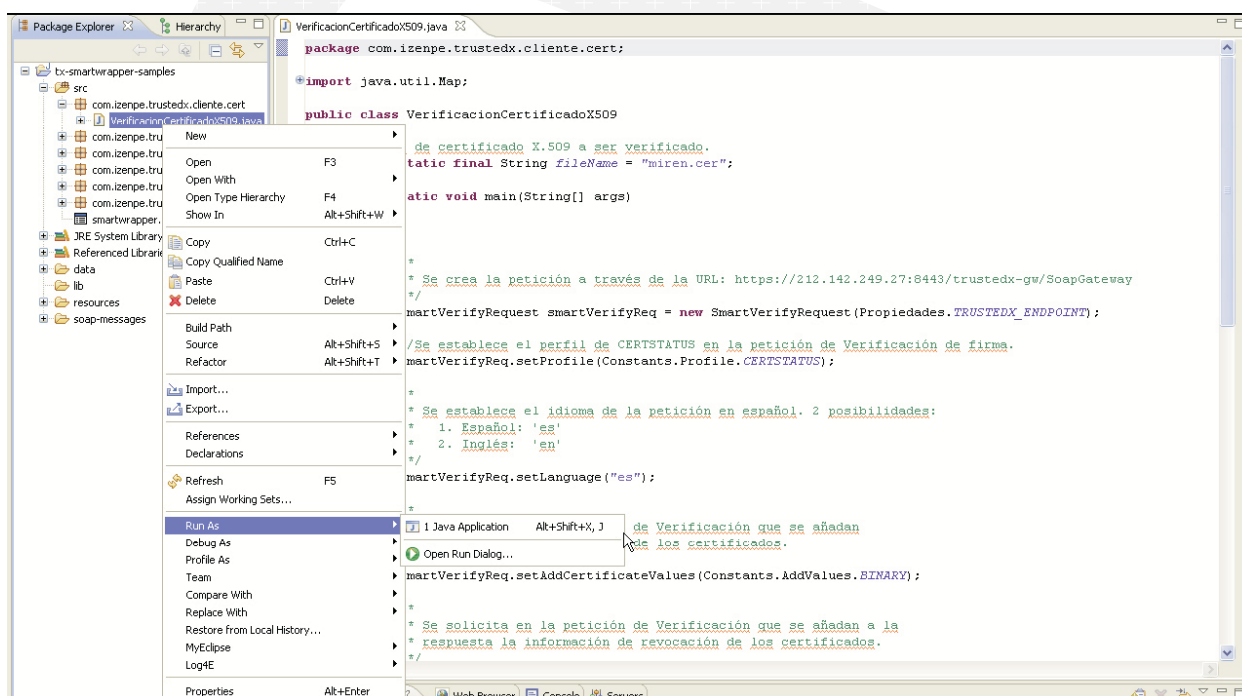 Package Explorer
Hierarchy
VerificacionCertificadoX509.java
tx-smartwrapper-samples
src
com.izenpe.trustedx.cliente.cert
VerificacionCertificadoX509.java
com.izenpe.tru
com.izenpe.tru
com.izenpe.tru
com.izenpe.tru
com.izenpe.tru
smartwrapper.
JRE System Library
Referenced Librarie
data
lib
resources
soap-messages
New
Open F3
Open With
Open Type Hierarchy F4
Show In Alt+Shift+W
Copy Ctrl+C
Copy Qualified Name
Paste Ctrl+V
Delete Delete
Build Path
Source Alt+Shift+S
Refactor Alt+Shift+T
Import...
Export...
References
Declarations
Refresh F5
Assign Working Sets...
Run As
Debug As
Profile As
Team
Compare With
Replace With
Restore from Local History...
MyEclipse
Log4E
Properties Alt+Enter
1 Java Application Alt+Shift+X, J
Open Run Dialog...
package com.izenpe.trustedx.cliente.cert;
import java.util.Map;
public class VerificacionCertificadoX509
de certificado X.509 a ser verificado.
tatic final String fileName = "miren.cer";
atic void main(String[] args)
*
* Se crea la petición a través de la URL: https://212.142.249.27:8443/trustedx-gw/SoapGateway
*/
martVerifyRequest smartVerifyReq = new SmartVerifyRequest(Propiedades.TRUSTEDX_ENDPOINT);
/Se establece el perfil de CERTSTATUS en la petición de Verificación de firma.
martVerifyReq.setProfile(Constants.Profile.CERTSTATUS);
*
* Se establece el idioma de la petición en español. 2 posibilidades:
* 1. Español: 'es'
* 2. Inglés: 'en'
*/
martVerifyReq.setLanguage("es");
*
de Verificación que se añadan
de los certificados.
martVerifyReq.setAddCertificateValues(Constants.AddValues.BINARY);
*
* Se solicita en la petición de Verificación que se añadan a la
* respuesta la información de revocación de los certificados.
*/
Web Browser
Console
Servers